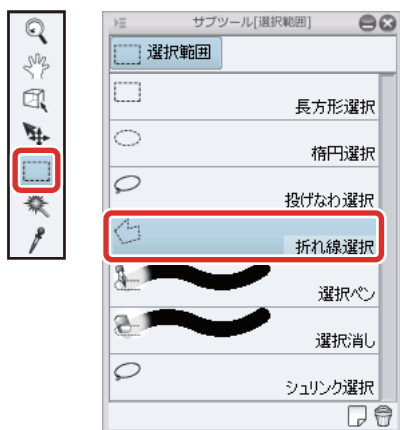 サブツール[選択範囲]
選択範囲
長方形選択
楕円選択
投げなわ選択
折れ線選択
選択ペン
選択消し
シュリンク選択